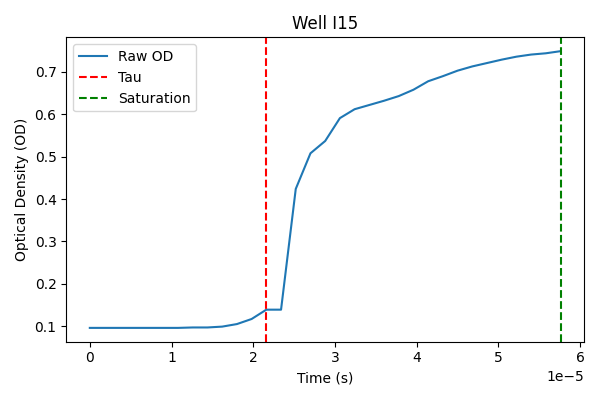 Well I15
Raw OD
Tau
Saturation
Optical Density (OD)
0.7
0.6
0.5
0.4
0.3
0.2
0.1
0 1 2 3 4 5 6
1e−5
Time (s)